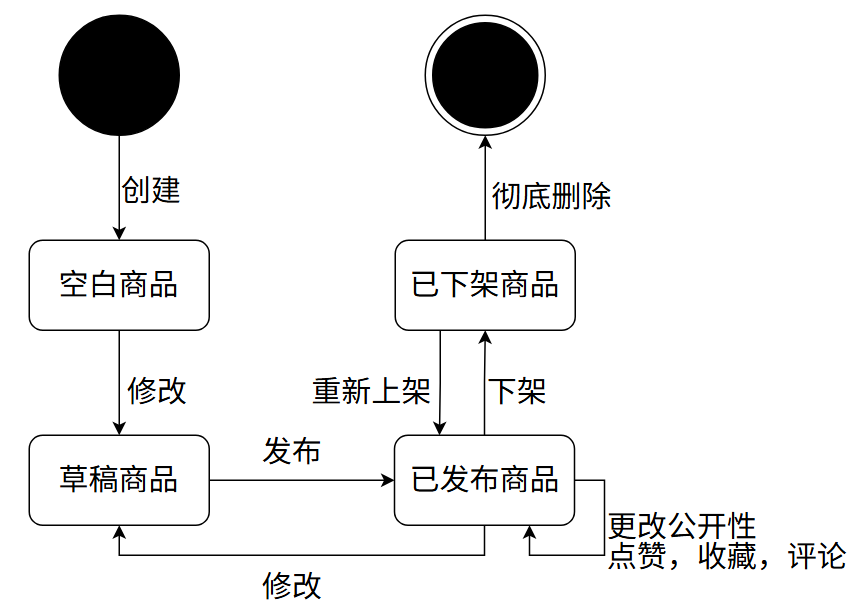 创建
彻底删除
空白商品
已下架商品
修改
重新上架
下架
发布
草稿商品
已发布商品
更改公开性
点赞，收藏，评论
修改